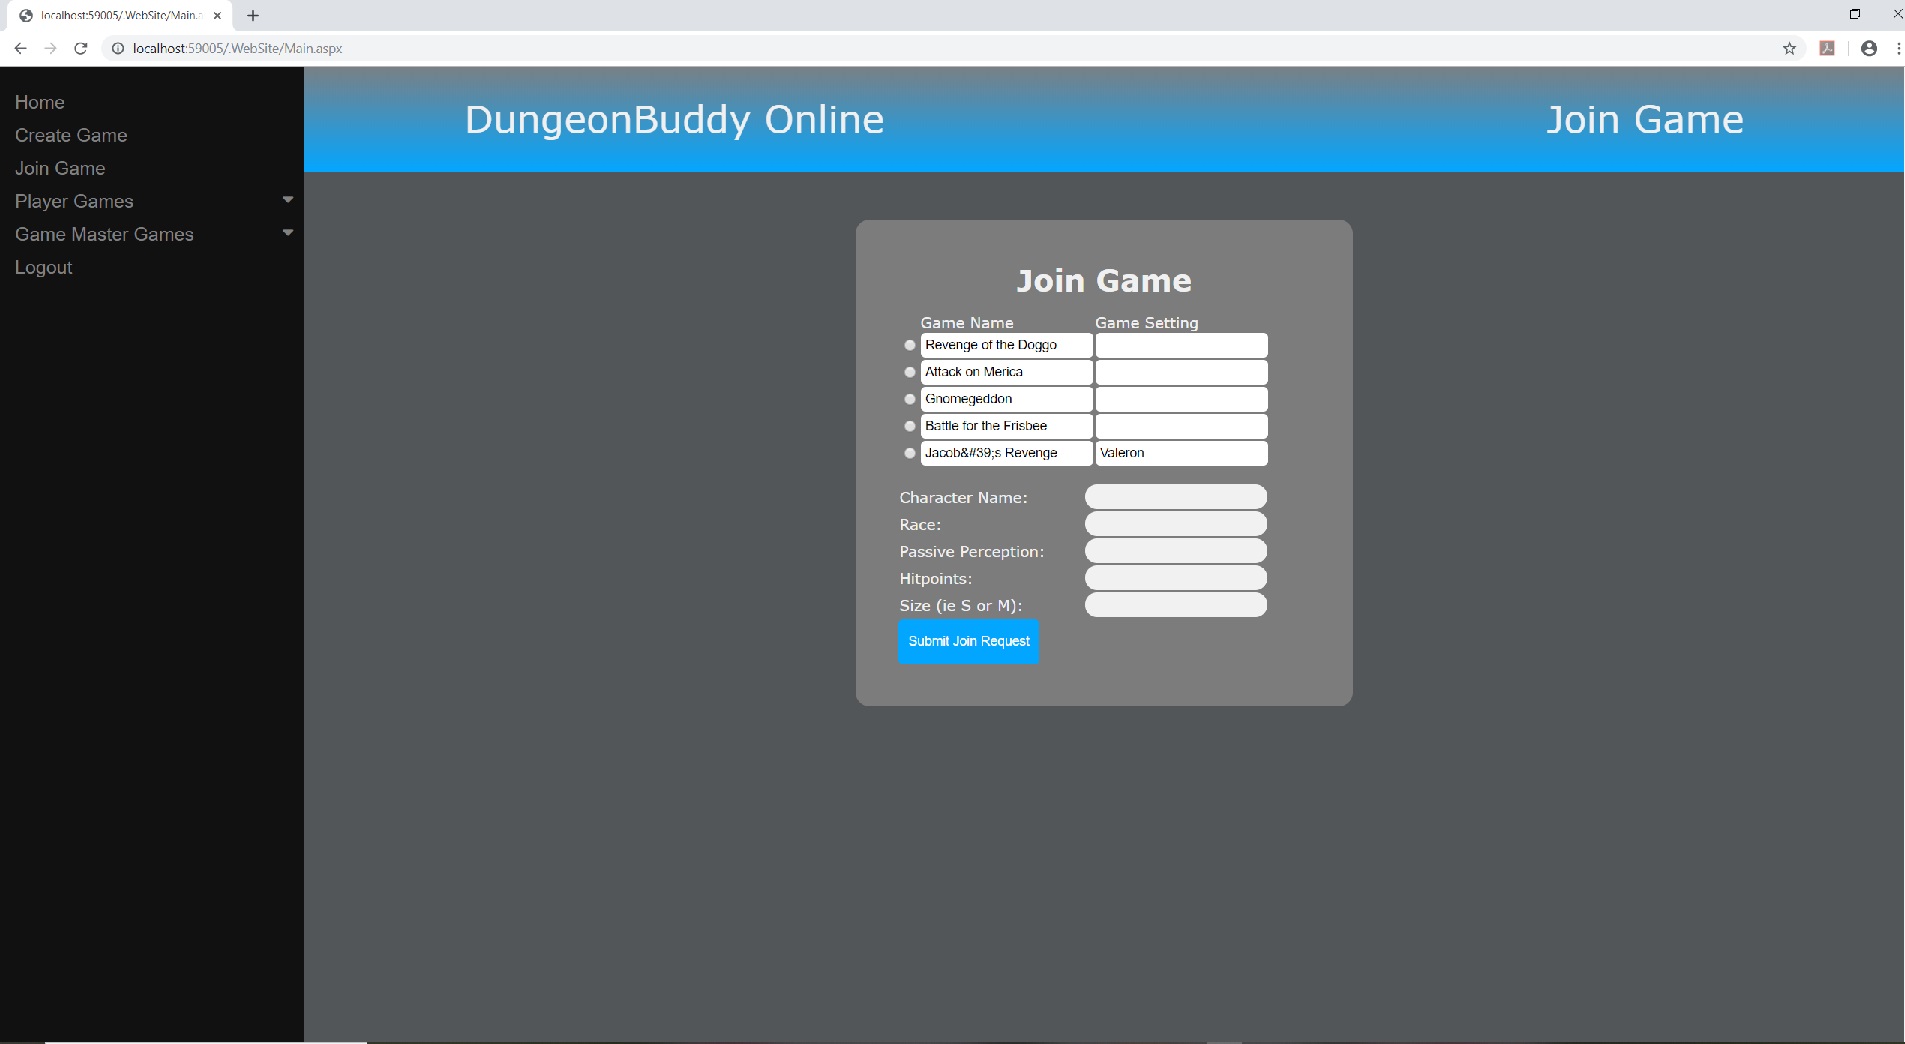 localhost:59005/.WebSite/Main.a
localhost:59005/.WebSite/Main.aspx
Home
Create Game
Join Game
Player Games
Game Master Games
Logout
DungeonBuddy Online
Join Game
Join Game
Game Name Game Setting
Revenge of the Doggo
Attack on Merica
Gnomegeddon
Battle for the Frisbee
Jacob&#39;s Revenge Valeron
Character Name:
Race:
Passive Perception:
Hitpoints:
Size (ie S or M):
Submit Join Request